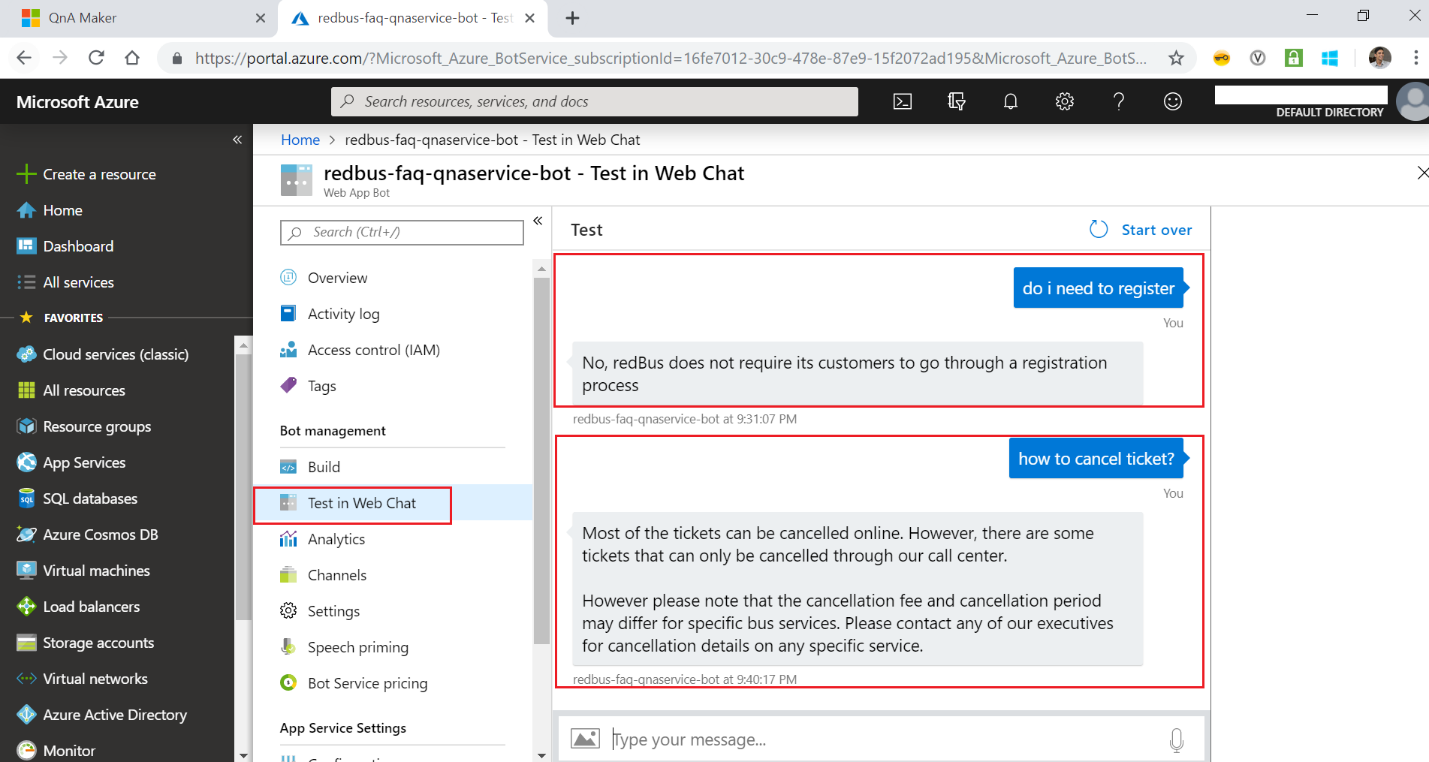 QnA Maker
redbus-faq-qnaservice-bot - Test
https://portal.azure.com/?Microsoft_Azure_BotService_subscriptionId=16fe7012-30c9-478e-87e9-15f2072ad195&Microsoft_Azure_BotS...
Microsoft Azure
Search resources, services, and docs
DEFAULT DIRECTORY
Home > redbus-faq-qnaservice-bot - Test in Web Chat
redbus-faq-qnaservice-bot - Test in Web Chat
Web App Bot
Create a resource
Home
Dashboard
All services
FAVORITES
Cloud services (classic)
All resources
Resource groups
App Services
SQL databases
Azure Cosmos DB
Virtual machines
Load balancers
Storage accounts
Virtual networks
Azure Active Directory
Monitor
Search (Ctrl+/)
Overview
Activity log
Access control (IAM)
Tags
Bot management
Build
Test in Web Chat
Analytics
Channels
Settings
Speech priming
Bot Service pricing
App Service Settings
Test
Start over
do i need to register
You
No, redBus does not require its customers to go through a registration
process
redbus-faq-qnaservice-bot at 9:31:07 PM
how to cancel ticket?
You
Most of the tickets can be cancelled online. However, there are some
tickets that can only be cancelled through our call center.
However please note that the cancellation fee and cancellation period
may differ for specific bus services. Please contact any of our executives
for cancellation details on any specific service.
redbus-faq-qnaservice-bot at 9:40:17 PM
Type your message...